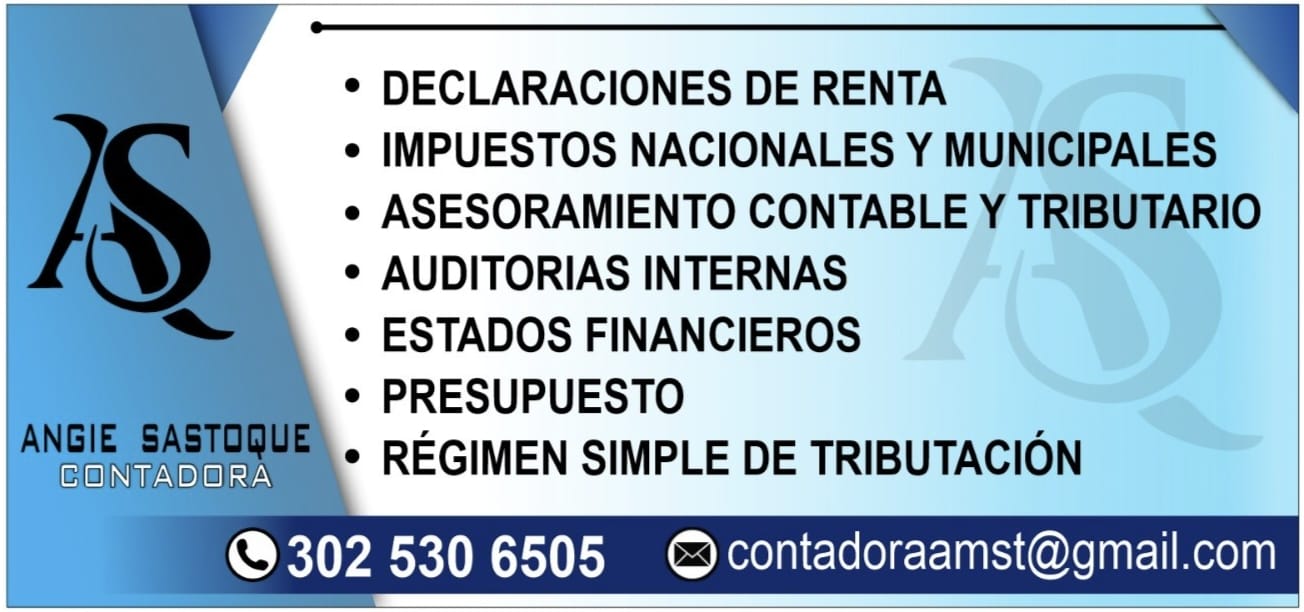 AS
ANGIE SASTOQUE
CONTADORA
• DECLARACIONES DE RENTA
• IMPUESTOS NACIONALES Y MUNICIPALES
• ASESORAMIENTO CONTABLE Y TRIBUTARIO
• AUDITORIAS INTERNAS
• ESTADOS FINANCIEROS
• PRESUPUESTO
• RÉGIMEN SIMPLE DE TRIBUTACIÓN
302 530 6505
contadoraamst@gmail.com